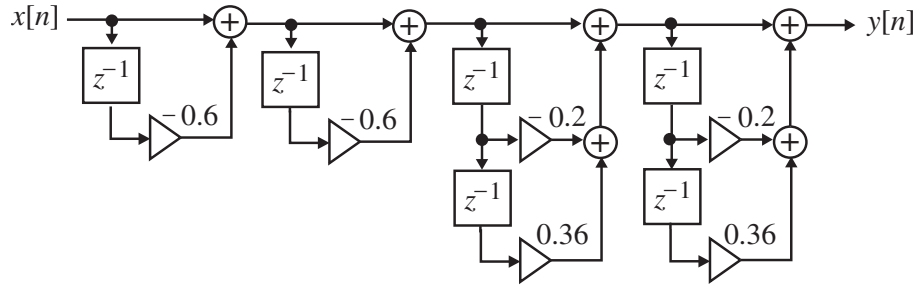 x[n] + + + + y[n]
z⁻¹ z⁻¹ z⁻¹ z⁻¹
– 0.6 – 0.6 – 0.2 – 0.2
+ +
z⁻¹ z⁻¹
0.36 0.36